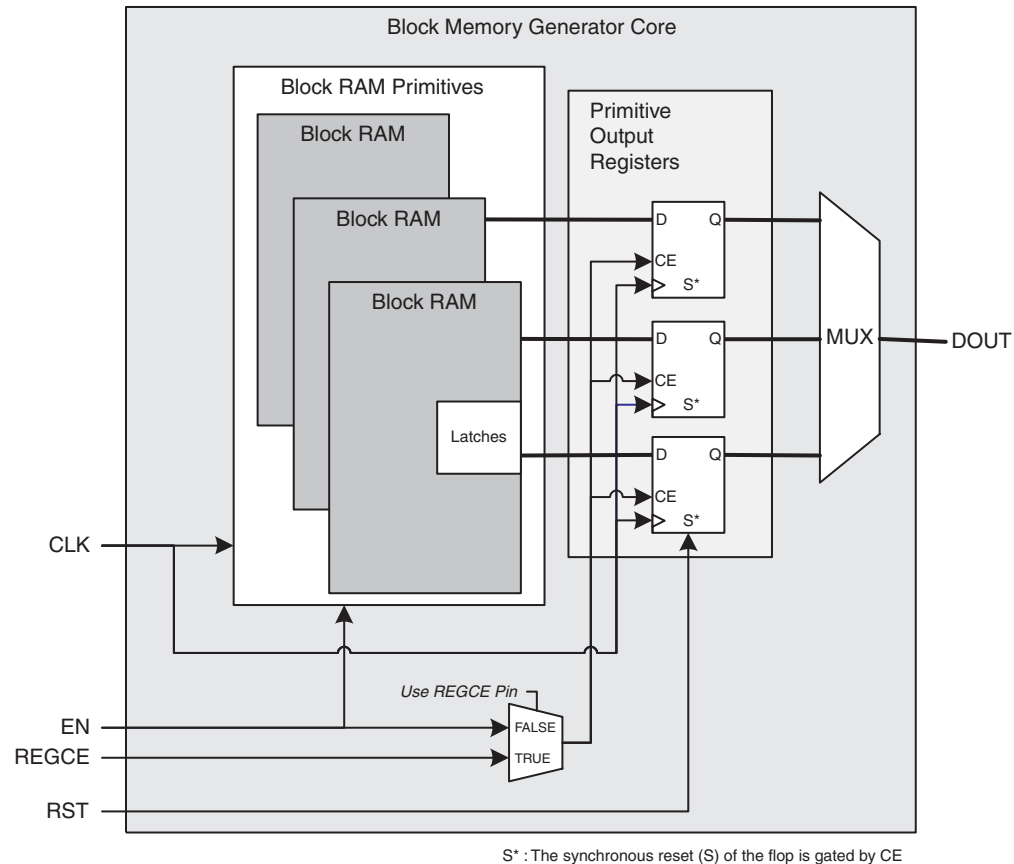 Block Memory Generator Core
Block RAM Primitives
Block RAM
Block RAM
Block RAM
Latches
Primitive
Output
Registers
D Q
CE
S*
D Q
CE
S*
D Q
CE
S*
MUX
DOUT
CLK
Use REGCE Pin
EN
FALSE
REGCE
TRUE
RST
S* : The synchronous reset (S) of the flop is gated by CE